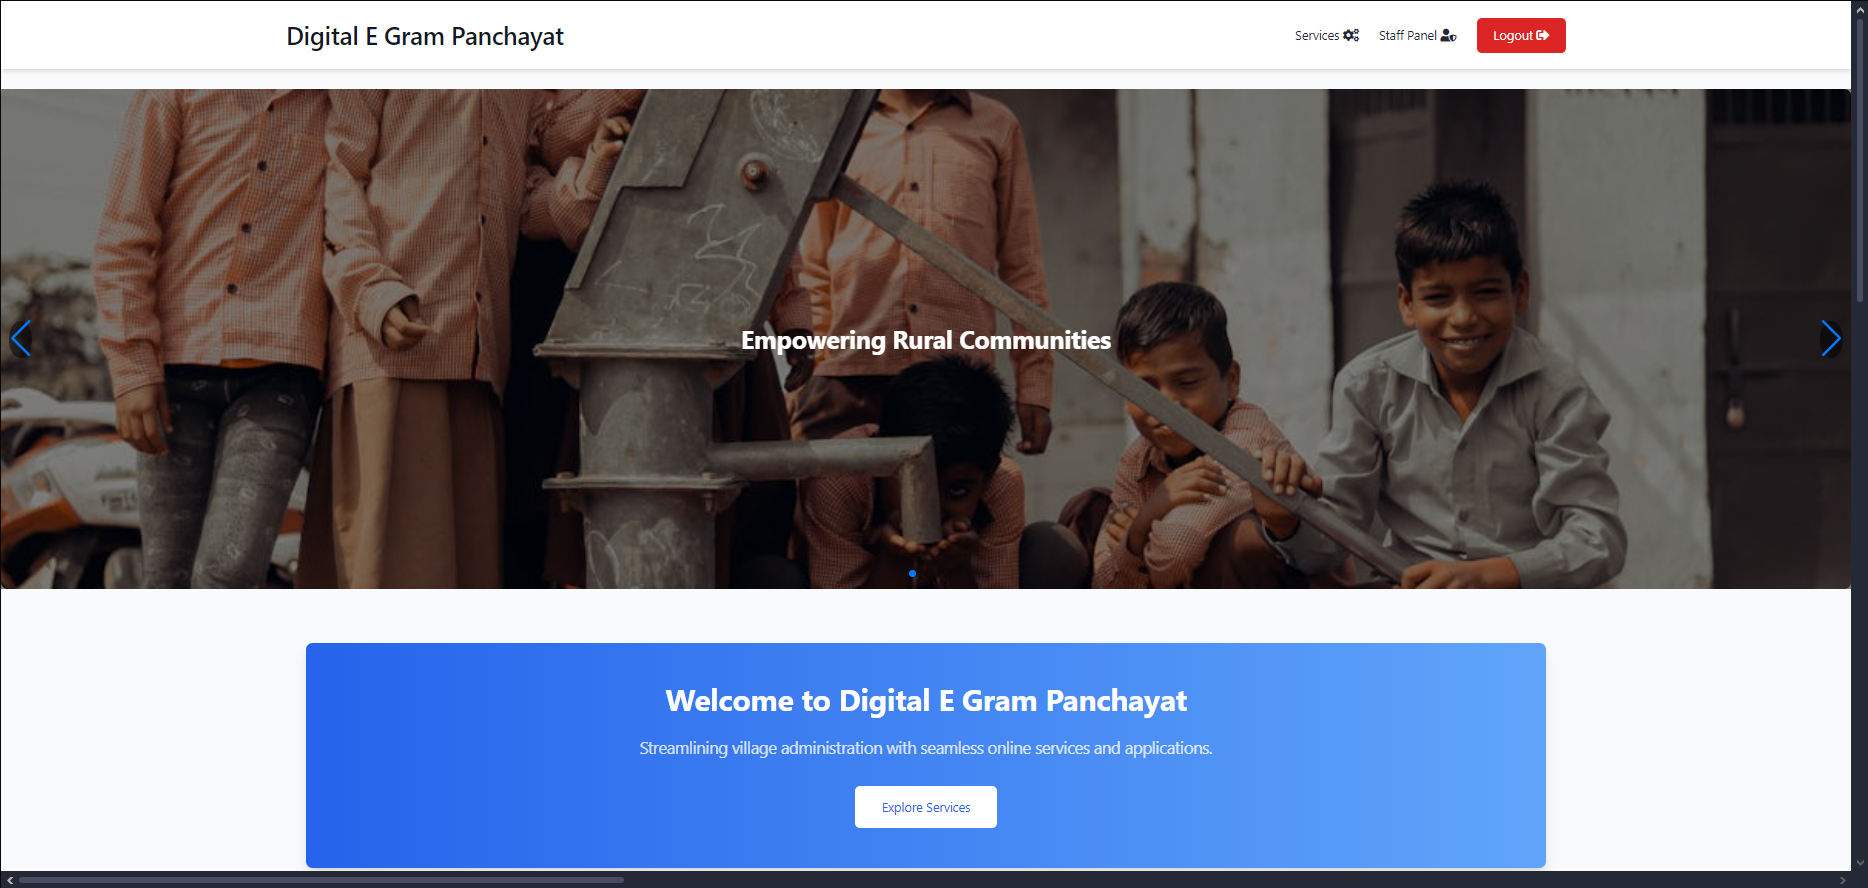 Digital E Gram Panchayat
Services
Staff Panel
Logout
Empowering Rural Communities
Welcome to Digital E Gram Panchayat
Streamlining village administration with seamless online services and applications.
Explore Services